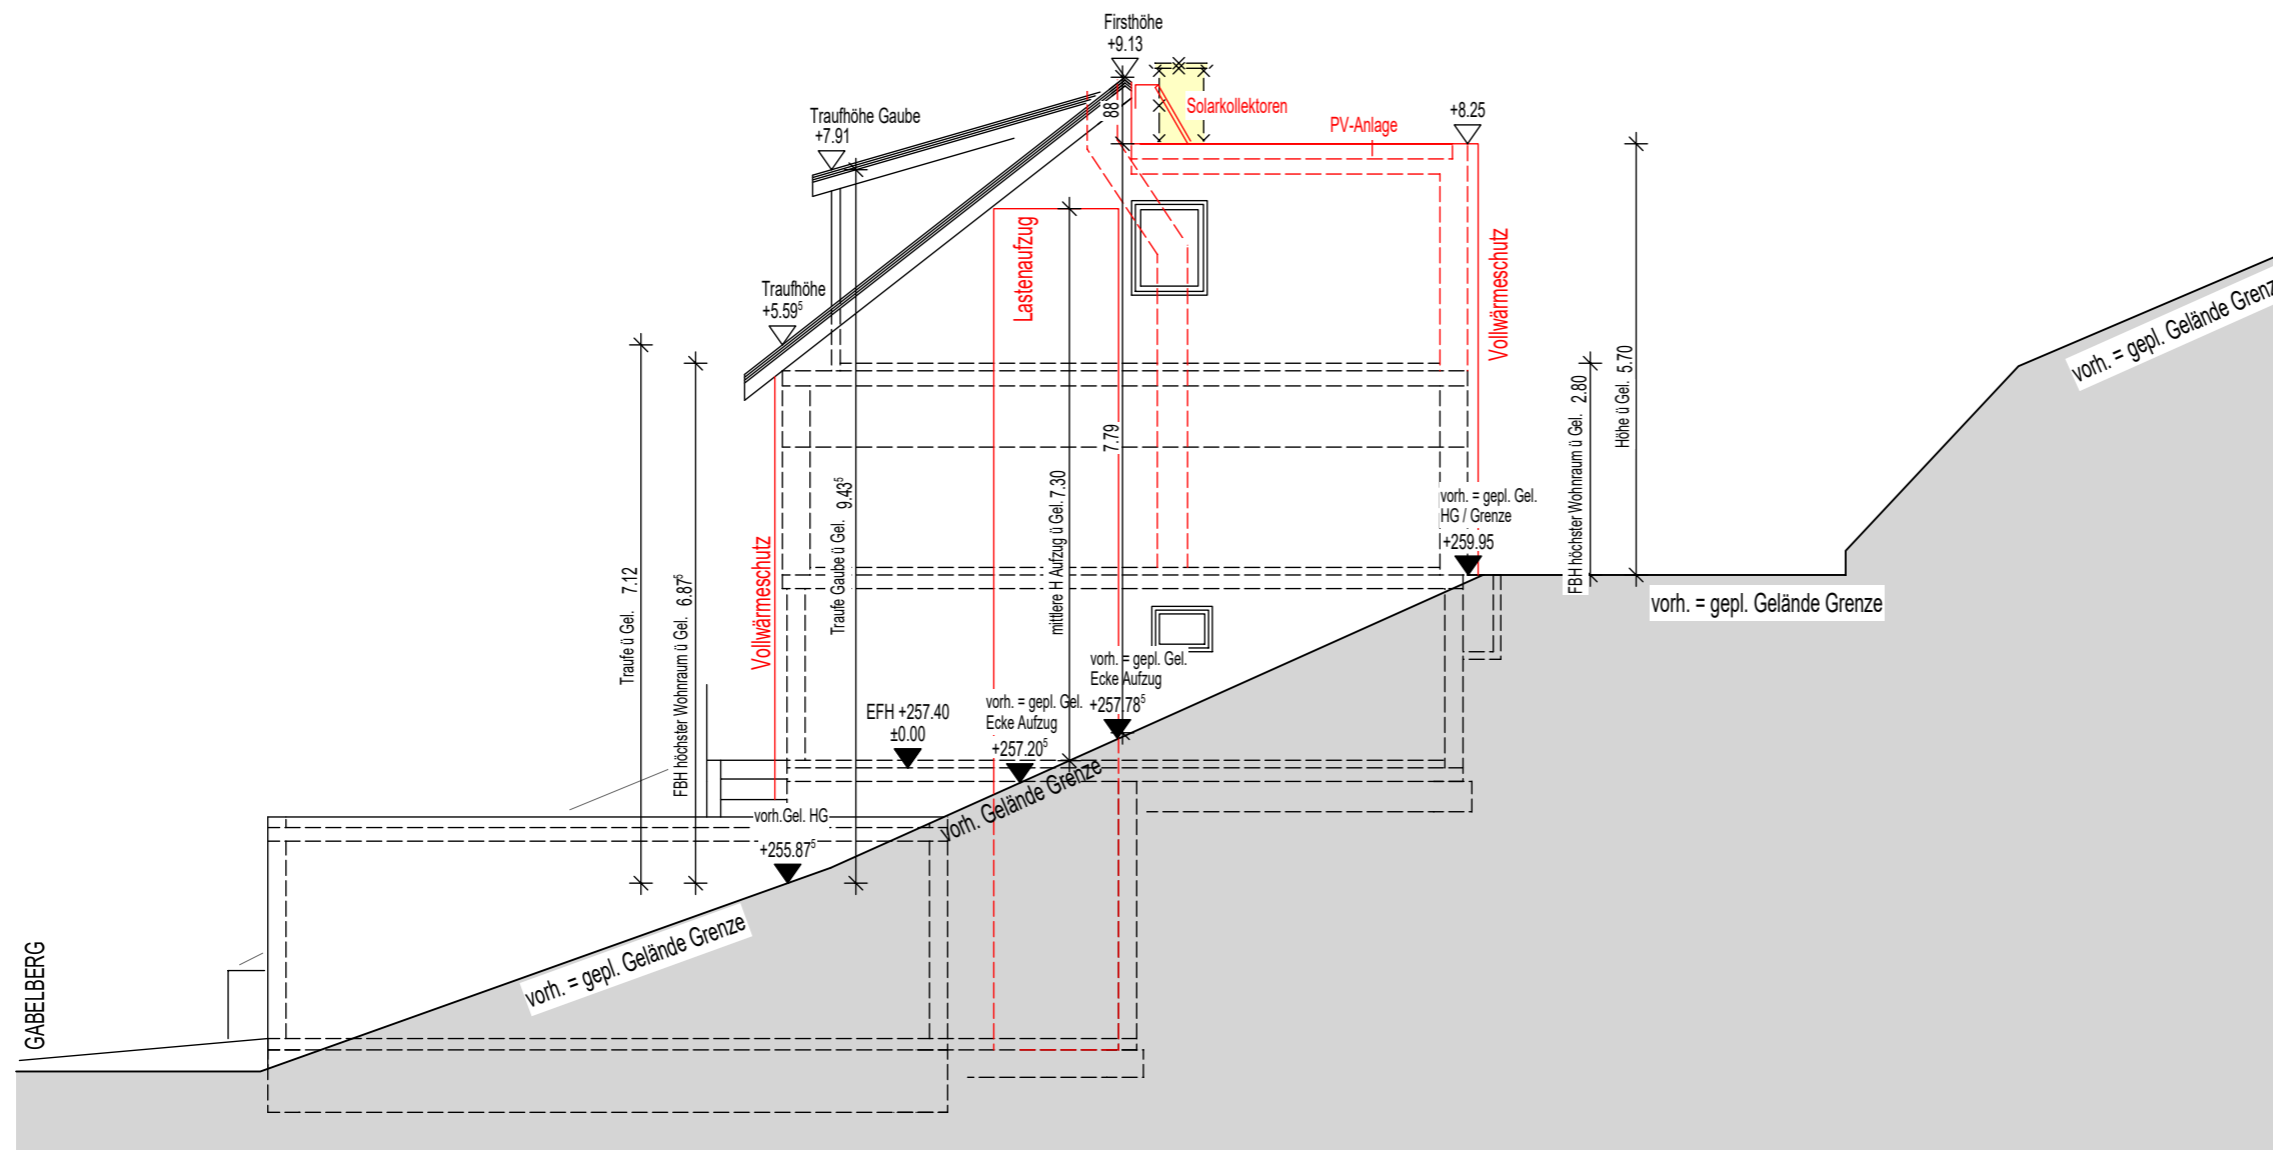 Firsthöhe
+9.13
Solarkollektoren
88
Traufhöhe Gaube
+7.91
PV-Anlage
+8.25
Lastenaufzug
Vollwärmeschutz
Traufhöhe
+5.59⁵
vorh. = gepl. Gelände Grenz
Höhe ü Gel. 5.70
FBH höchster Wohnraum ü Gel. 2.80
7.79
mittlere H Aufzug ü Gel. 7.30
Traufe Gaube ü Gel. 9.43⁵
vorh. = gepl. Gel.
HG / Grenze
+259.95
Vollwärmeschutz
Traufe ü Gel. 7.12
FBH höchster Wohnraum ü Gel. 6.87⁵
vorh. = gepl. Gelände Grenze
vorh. = gepl. Gel.
Ecke Aufzug
+257.78⁵
EFH +257.40
±0.00
vorh. = gepl. Gel.
Ecke Aufzug
+257.20⁵
vorh. Gelände Grenze
vorh.Gel. HG
+255.87⁵
vorh. = gepl. Gelände Grenze
GABELBERG